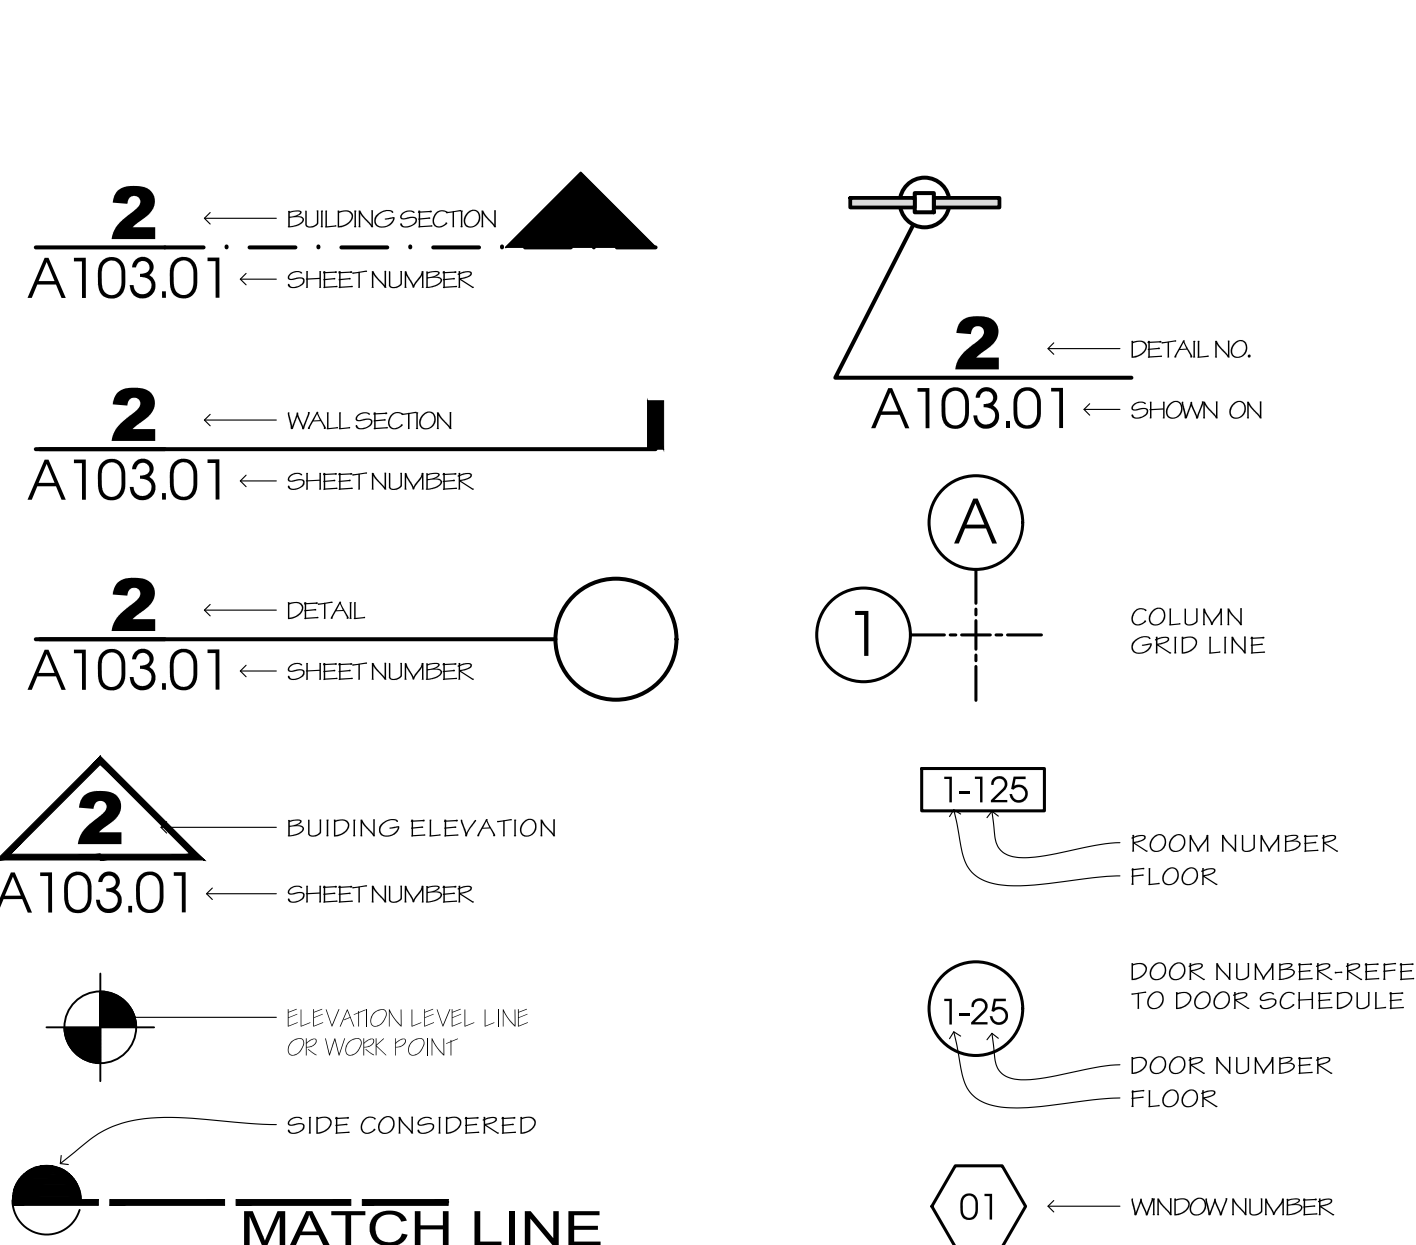 2
BUILDING SECTION
A103.01
SHEET NUMBER
2
WALL SECTION
A103.01
SHEET NUMBER
2
DETAIL
A103.01
SHEET NUMBER
2
BUIDING ELEVATION
A103.01
SHEET NUMBER
ELEVATION LEVEL LINE
OR WORK POINT
SIDE CONSIDERED
MATCH LINE
2
DETAIL NO.
A103.01
SHOWN ON
A
1
COLUMN
GRID LINE
1-125
ROOM NUMBER
FLOOR
DOOR NUMBER-REFE
TO DOOR SCHEDULE
1-25
DOOR NUMBER
FLOOR
01
WINDOW NUMBER